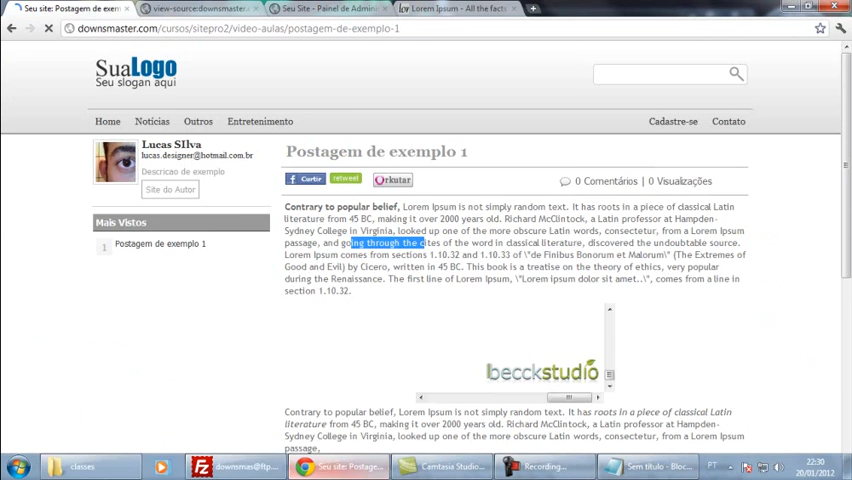 Seu site: Postagem de exem
view-source:downsmaster.
Seu Site - Painel de Admin
Lorem Ipsum - All the fact
downsmaster.com/cursos/sitepro2/video-aulas/postagem-de-exemplo-1
SuaLogo
Seu slogan aqui
Home Noticias Outros Entretenimento Cadastre-se Contato
Lucas SIlva
lucas.designer@hotmail.com.br
Descricao de exemplo
Site do Autor
Mais Vistos
1 Postagem de exemplo 1
Postagem de exemplo 1
Curtir retweet Orkutar 0 Comentários | 0 Visualizações
Contrary to popular belief, Lorem Ipsum is not simply random text. It has roots in a piece of classical Latin
literature from 45 BC, making it over 2000 years old. Richard McClintock, a Latin professor at Hampden-
Sydney College in Virginia, looked up one of the more obscure Latin words, consectetur, from a Lorem Ipsum
passage, and going through the cites of the word in classical literature, discovered the undoubtable source.
Lorem Ipsum comes from sections 1.10.32 and 1.10.33 of \"de Finibus Bonorum et Malorum\" (The Extremes of
Good and Evil) by Cicero, written in 45 BC. This book is a treatise on the theory of ethics, very popular
during the Renaissance. The first line of Lorem Ipsum, \"Lorem ipsum dolor sit amet..\", comes from a line in
section 1.10.32.
becckstudio
Contrary to popular belief, Lorem Ipsum is not simply random text. It has roots in a piece of classical Latin
literature from 45 BC, making it over 2000 years old. Richard McClintock, a Latin professor at Hampden-
Sydney College in Virginia, looked up one of the more obscure Latin words, consectetur, from a Lorem Ipsum
passage,
classes
downsmas@ftp...
Seu site: Postage...
Camtasia Studio...
Recording...
Sem título - Bloc...
PT
22:30
20/01/2012